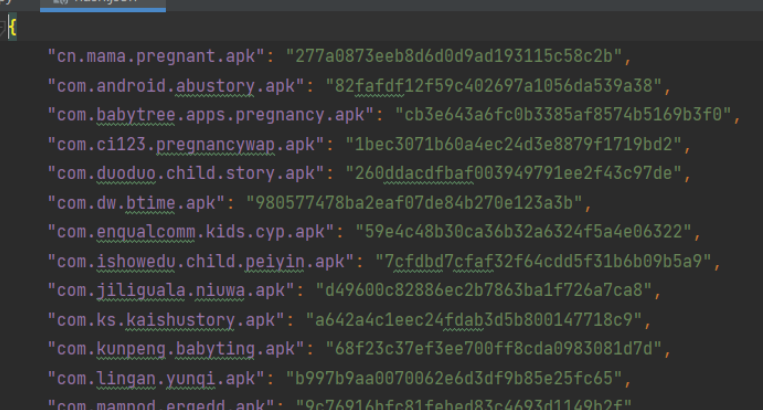 {
"cn.mama.pregnant.apk": "277a0873eeb8d6d0d9ad193115c58c2b",
"com.android.abustory.apk": "82fafdf12f59c402697a1056da539a38",
"com.babytree.apps.pregnancy.apk": "cb3e643a6fc0b3385af8574b5169b3f0",
"com.ci123.pregnancywap.apk": "1bec3071b60a4ec24d3e8879f1719bd2",
"com.duoduo.child.story.apk": "260ddacdfbaf003949791ee2f43c97de",
"com.dw.btime.apk": "980577478ba2eaf07de84b270e123a3b",
"com.enqualcomm.kids.cyp.apk": "59e4c48b30ca36b32a6324f5a4e06322",
"com.ishowedu.child.peiyin.apk": "7cfdbd7cfaf32f64cdd5f31b6b09b5a9",
"com.jiliguala.niuwa.apk": "d49600c82886ec2b7863ba1f726a7ca8",
"com.ks.kaishustory.apk": "a642a4c1eec24fdab3d5b800147718c9",
"com.kunpeng.babyting.apk": "68f23c37ef3ee700ff8cda0983081d7d",
"com.lingan.yunqi.apk": "b997b9aa0070062e6d3df9b85e25fc65",
"com.mampod.ergedd.apk": "9c76916bfc81febed83c4693d1149b2f"